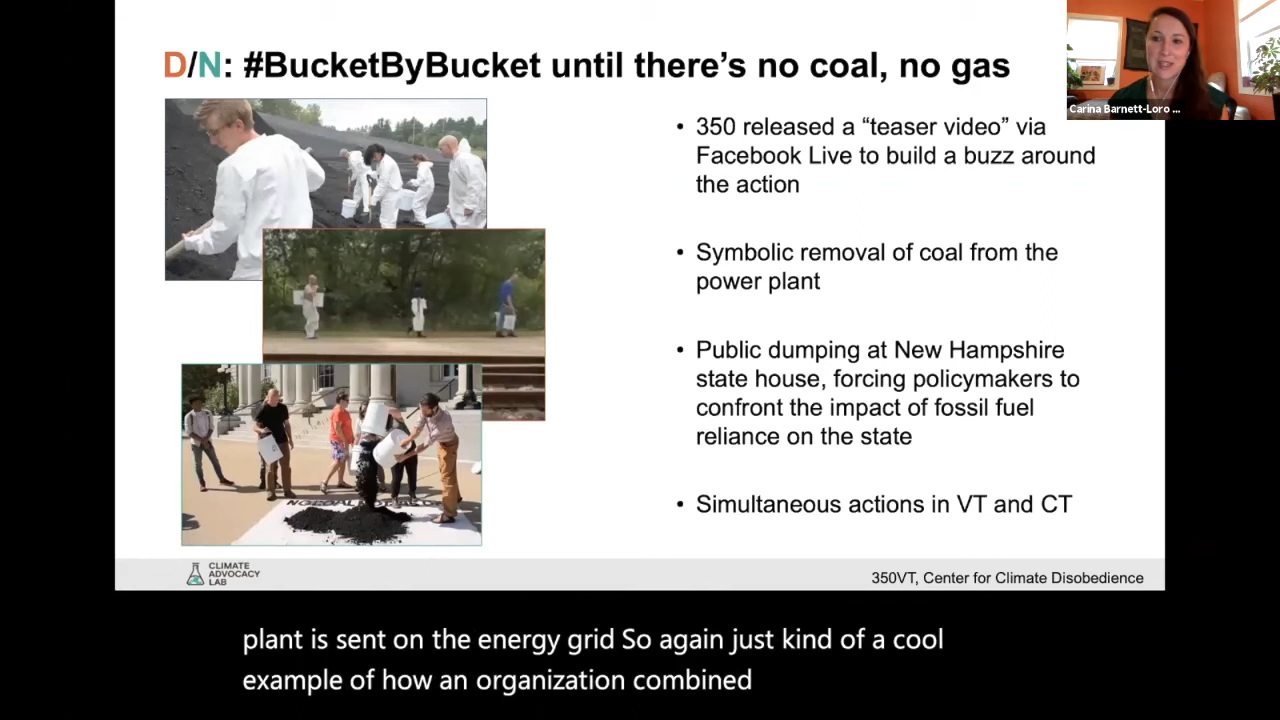 D/N: #BucketByBucket until there’s no coal, no gas
Carina Barnett-Loro ...
• 350 released a “teaser video” via
Facebook Live to build a buzz around
the action
• Symbolic removal of coal from the
power plant
• Public dumping at New Hampshire
state house, forcing policymakers to
confront the impact of fossil fuel
reliance on the state
• Simultaneous actions in VT and CT
CLIMATE
ADVOCACY
LAB
350VT, Center for Climate Disobedience
plant is sent on the energy grid So again just kind of a cool
example of how an organization combined